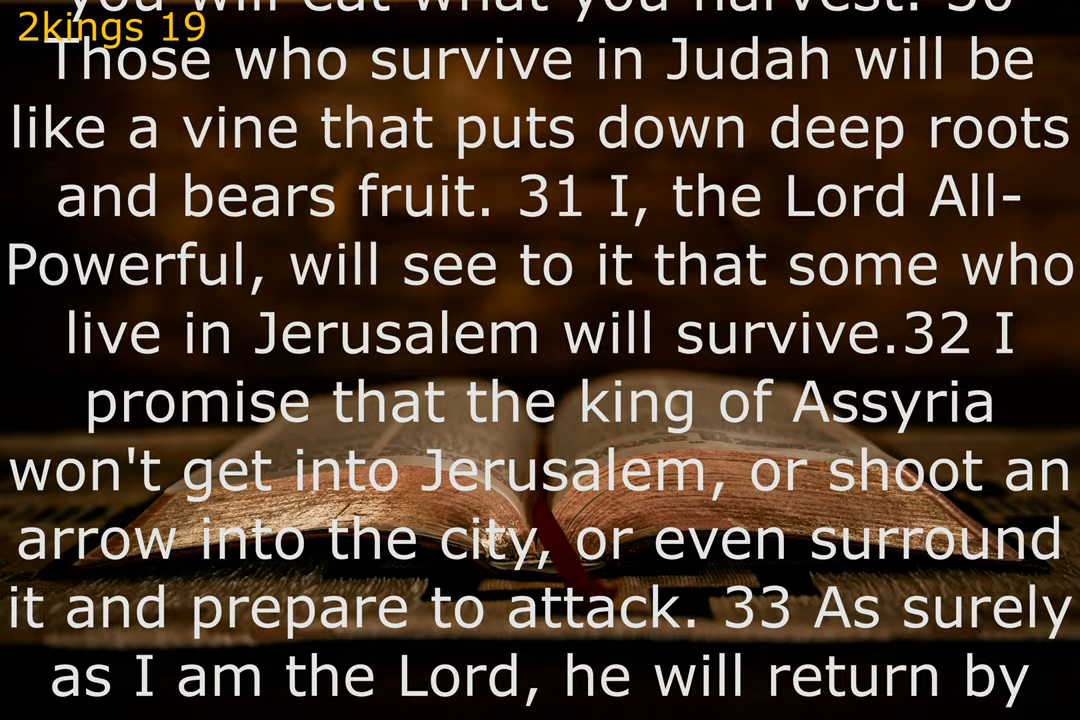 you will eat what you harvest. 30
2kings 19
Those who survive in Judah will be
like a vine that puts down deep roots
and bears fruit. 31 I, the Lord All-
Powerful, will see to it that some who
live in Jerusalem will survive.32 I
promise that the king of Assyria
won't get into Jerusalem, or shoot an
arrow into the city, or even surround
it and prepare to attack. 33 As surely
as I am the Lord, he will return by